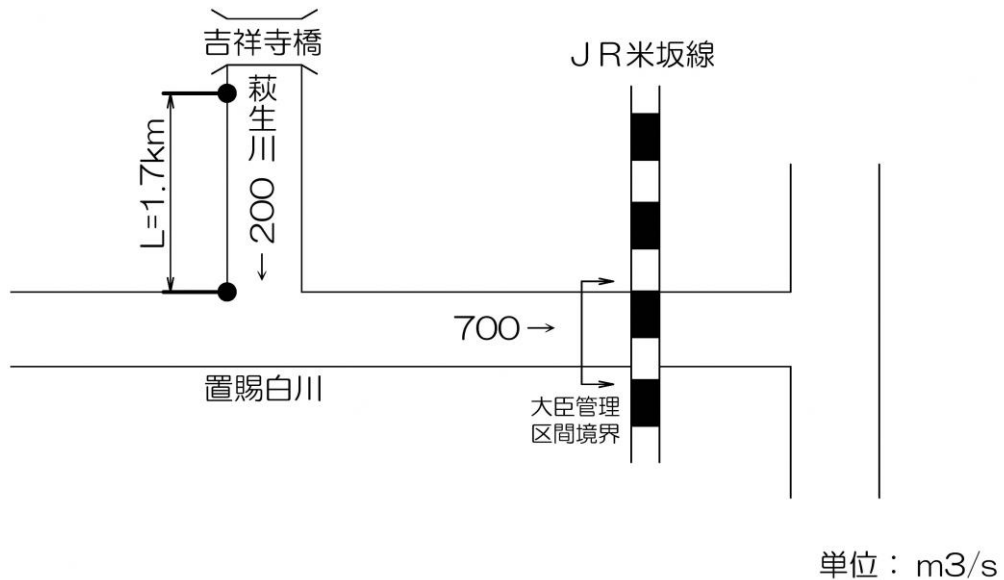 吉祥寺橋
JR米坂線
萩生川
L=1.7km
200→
700→
置賜白川
大臣管理
区間境界
単位：m3/s